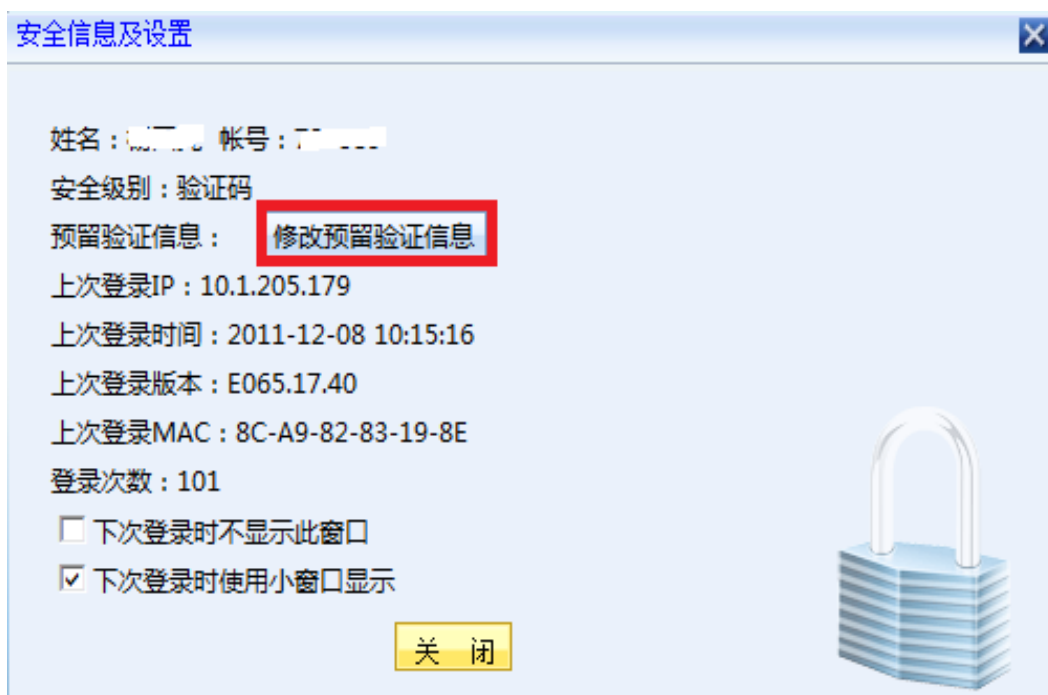 安全信息及设置
姓名： 帐号：
安全级别：验证码
预留验证信息： 修改预留验证信息
上次登录IP：10.1.205.179
上次登录时间：2011-12-08 10:15:16
上次登录版本：E065.17.40
上次登录MAC：8C-A9-82-83-19-8E
登录次数：101
下次登录时不显示此窗口
下次登录时使用小窗口显示
关 闭